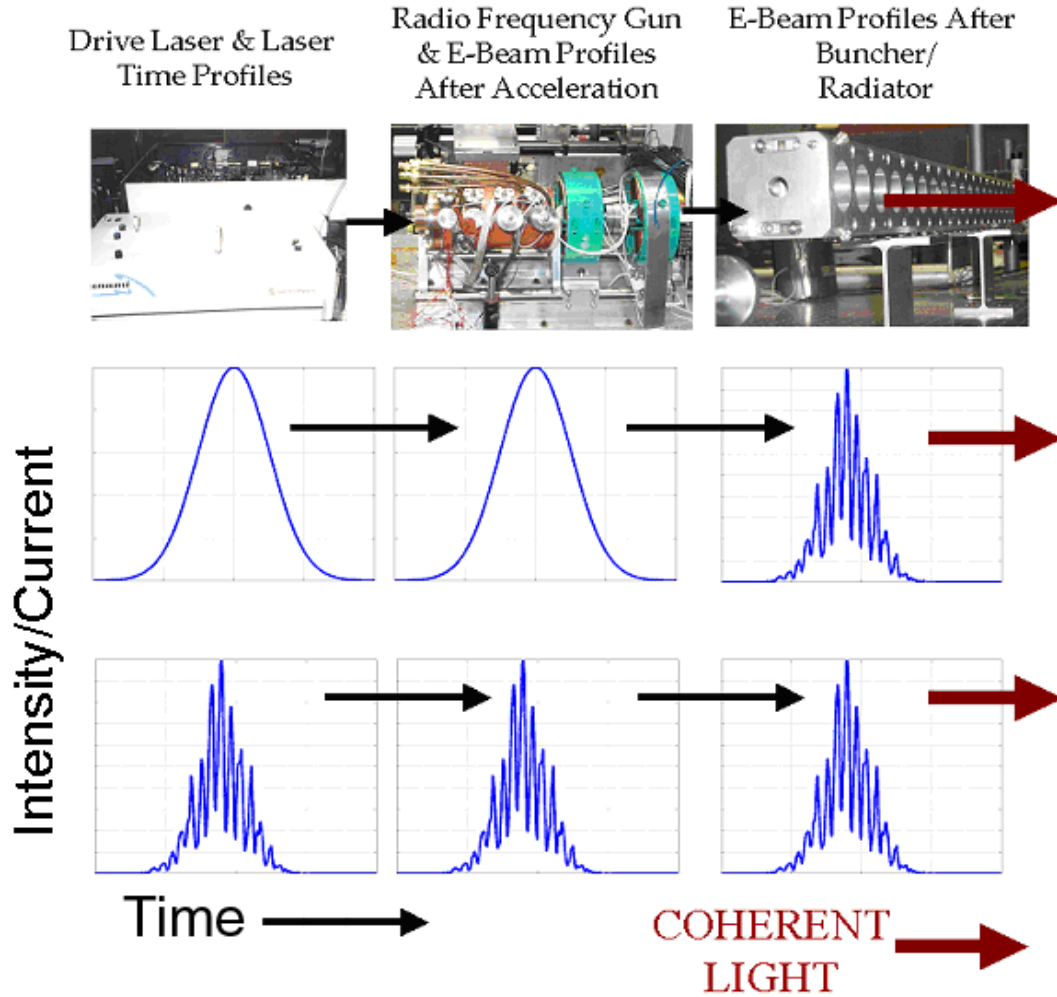 Drive Laser & Laser
Time Profiles
Radio Frequency Gun
& E-Beam Profiles
After Acceleration
E-Beam Profiles After
Buncher/
Radiator
Intensity/Current
Time
COHERENT
LIGHT